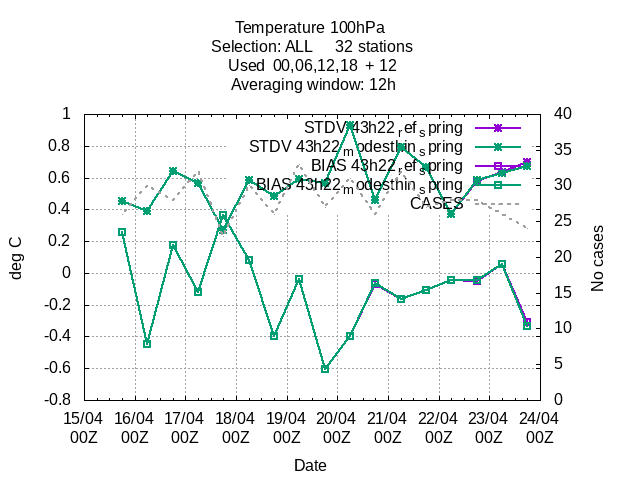 Temperature 100hPa
Selection: ALL 32 stations
Used 00,06,12,18 + 12
Averaging window: 12h
STDV 43h22_ref_spring
STDV 43h22_modesthin_spring
BIAS 43h22_ref_spring
BIAS 43h22_modesthin_spring
CASES
deg C
1
0.8
0.6
0.4
0.2
0
-0.2
-0.4
-0.6
-0.8
40
35
30
25
20
15
10
5
0
No cases
15/04 16/04 17/04 18/04 19/04 20/04 21/04 22/04 23/04 24/04
00Z 00Z 00Z 00Z 00Z 00Z 00Z 00Z 00Z 00Z
Date